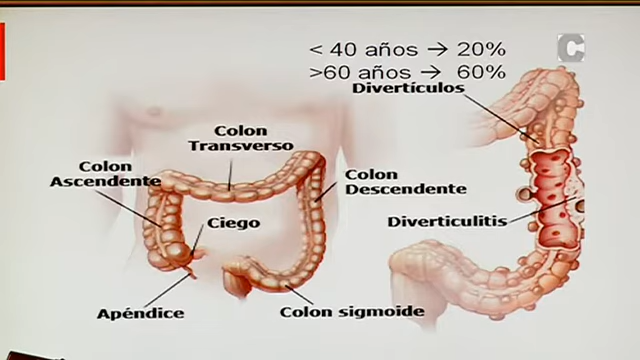 < 40 años → 20%
>60 años → 60%
Divertículos
Colon
Transverso
Colon
Ascendente
Colon
Descendente
Ciego
Diverticulitis
Apéndice
Colon sigmoide
C